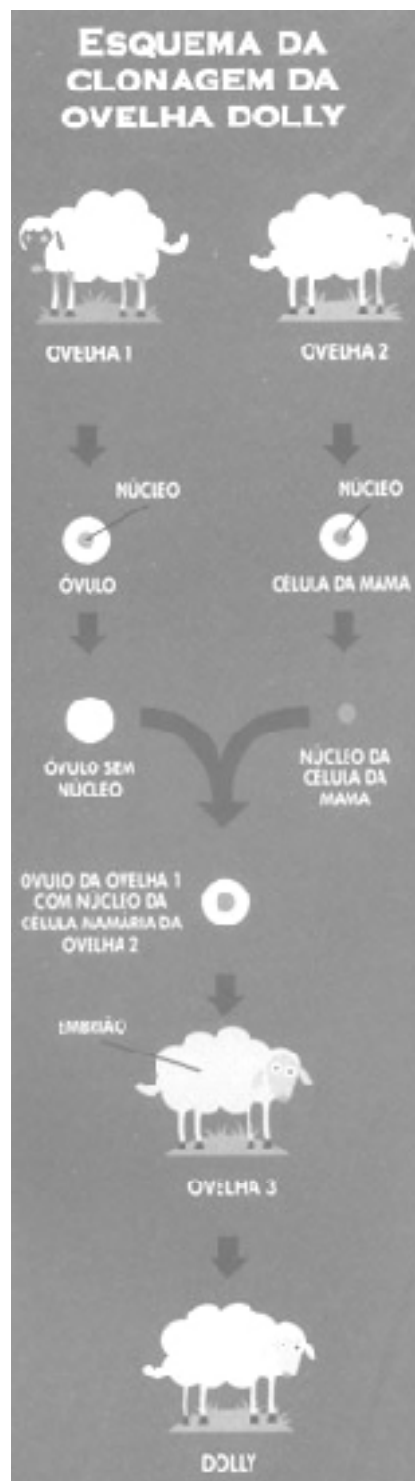 ESQUEMA DA
CLONAGEM DA
OVELHA DOLLY
OVELHA 1
OVELHA 2
NÚCLEO
NÚCLEO
ÓVULO
CÉLULA DA MAMA
ÓVULO SEM
NÚCLEO
NÚCLEO DA
CÉLULA DA
MAMA
ÓVULO DA OVELHA 1
COM NÚCLEO DA
CÉLULA MAMÁRIA DA
OVELHA 2
EMBRIÃO
OVELHA 3
DOLLY